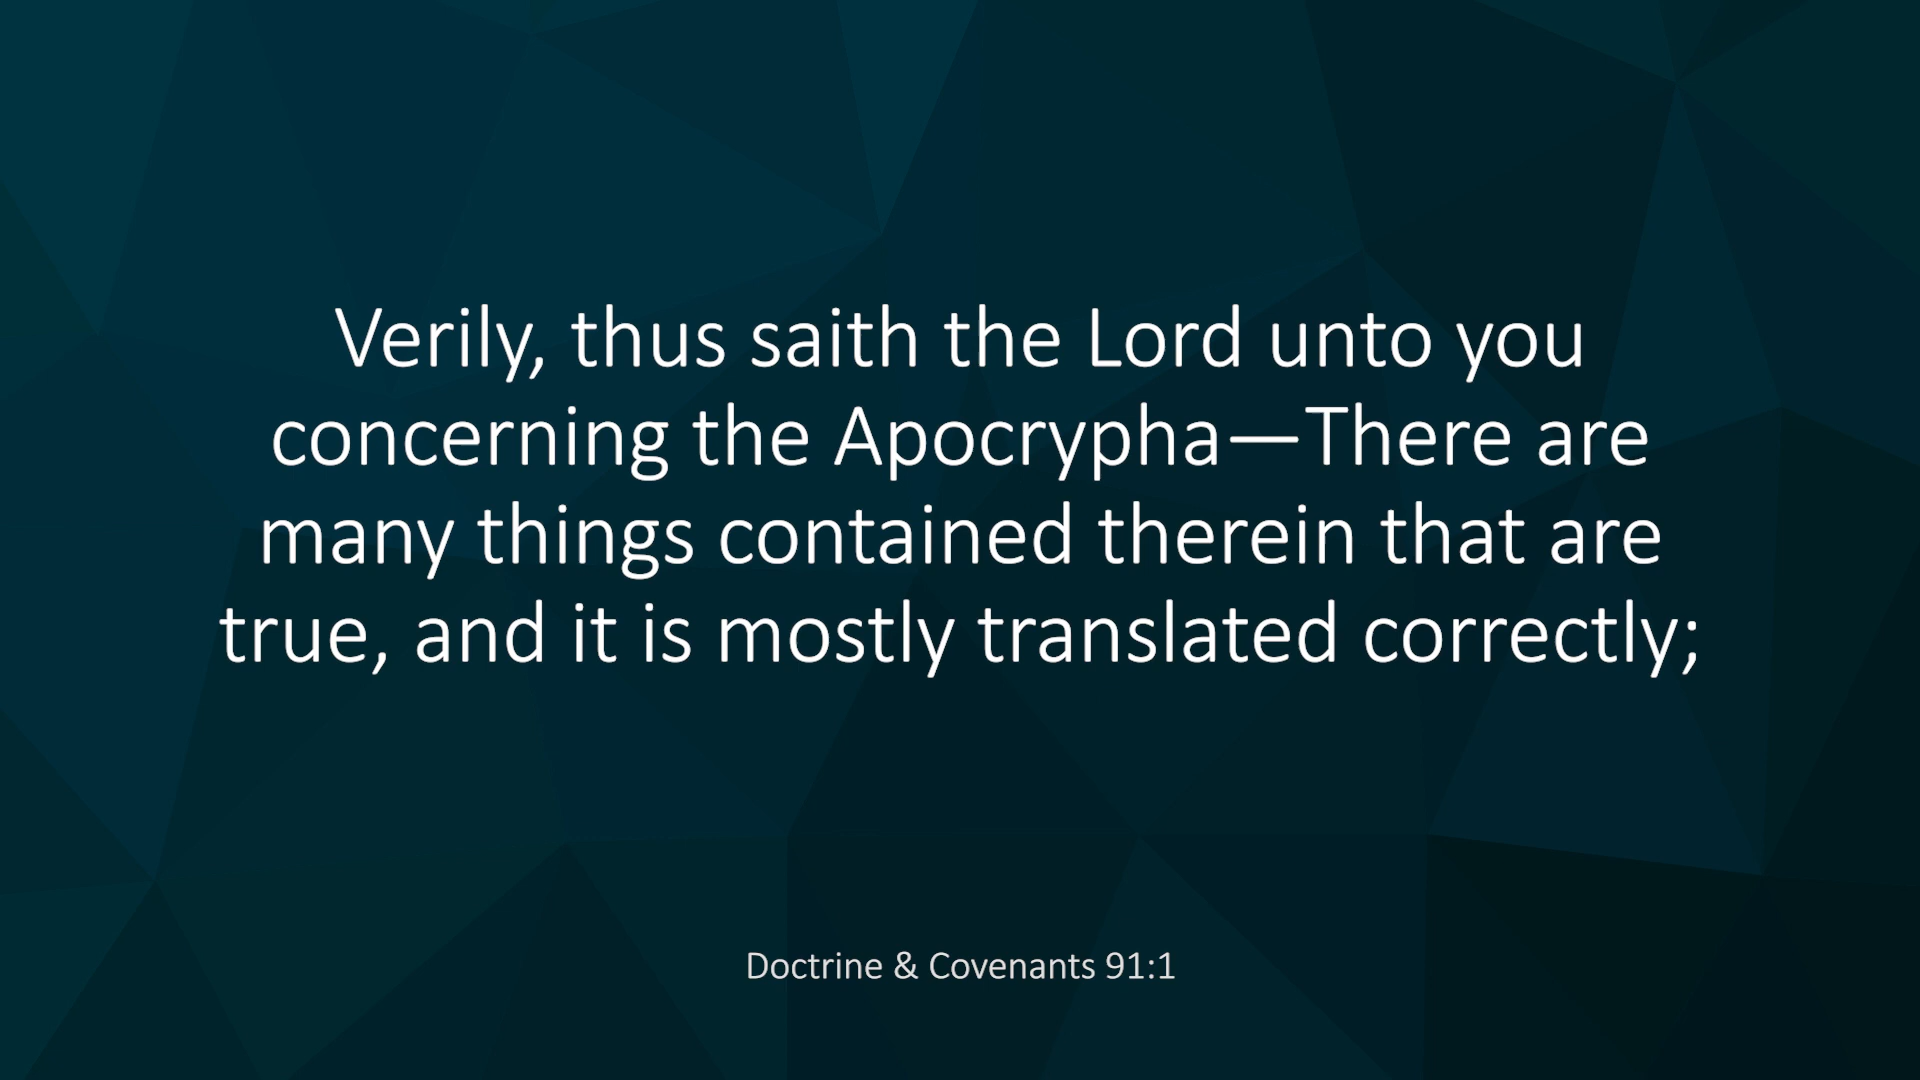 Verily, thus saith the Lord unto you
concerning the Apocrypha—There are
many things contained therein that are
true, and it is mostly translated correctly;
Doctrine & Covenants 91:1